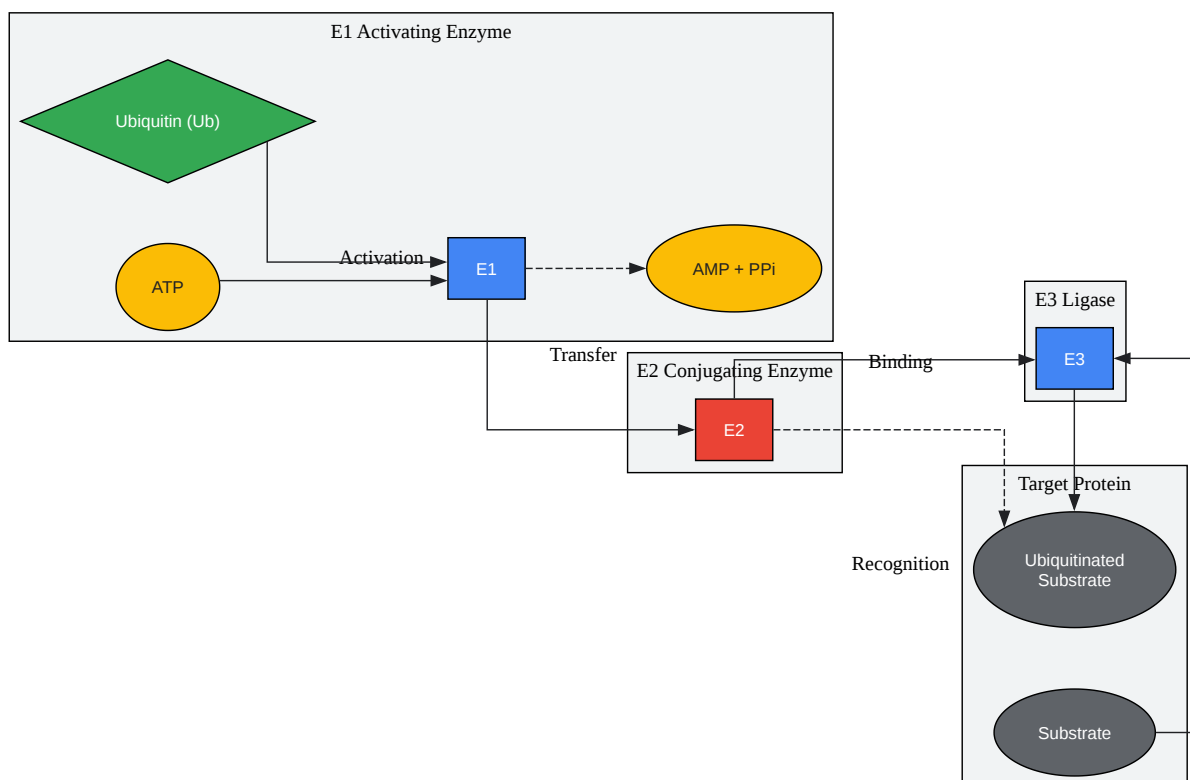 E1 Activating Enzyme
Ubiquitin (Ub)
Activation
E1
AMP + PPi
ATP
E3 Ligase
Transfer
E2 Conjugating Enzyme
Binding
E3
E2
Target Protein
Recognition
Ubiquitinated
Substrate
Substrate